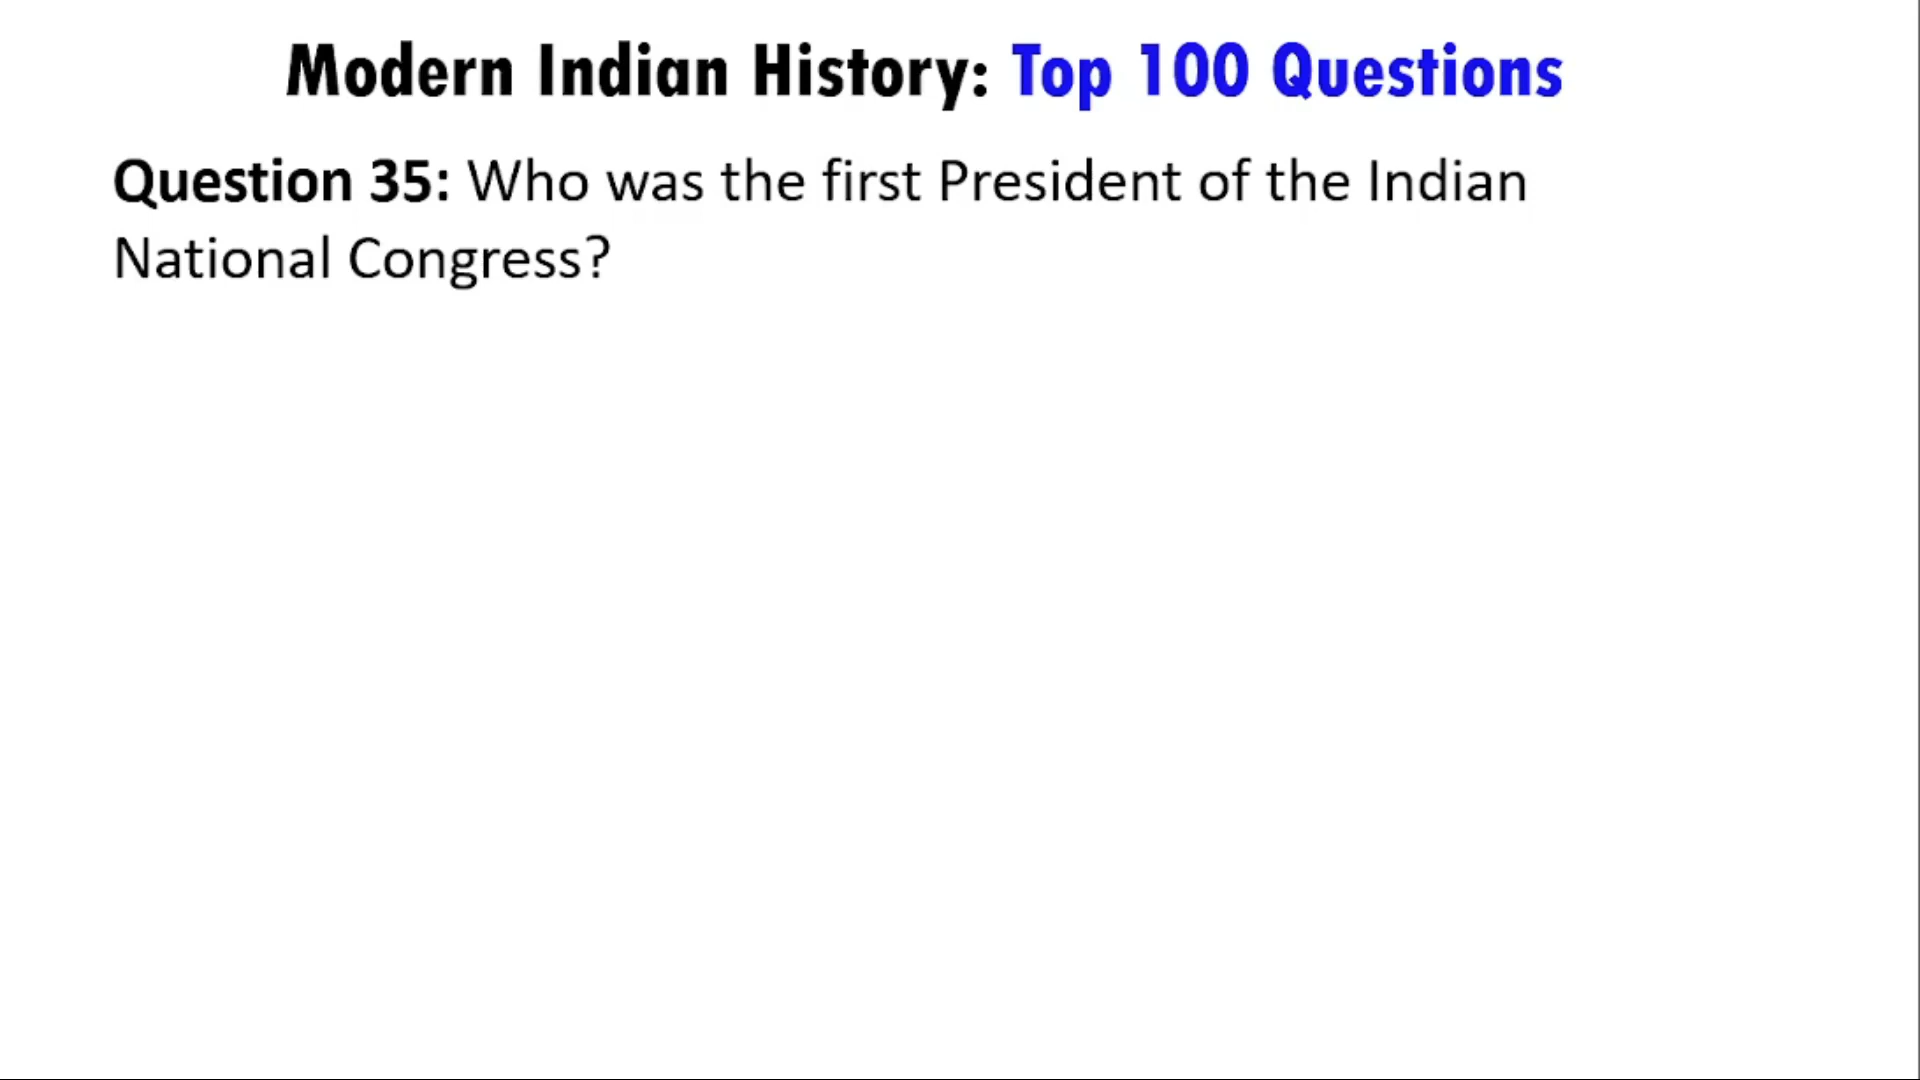 Modern Indian History: Top 100 Questions
Question 35: Who was the first President of the Indian
National Congress?